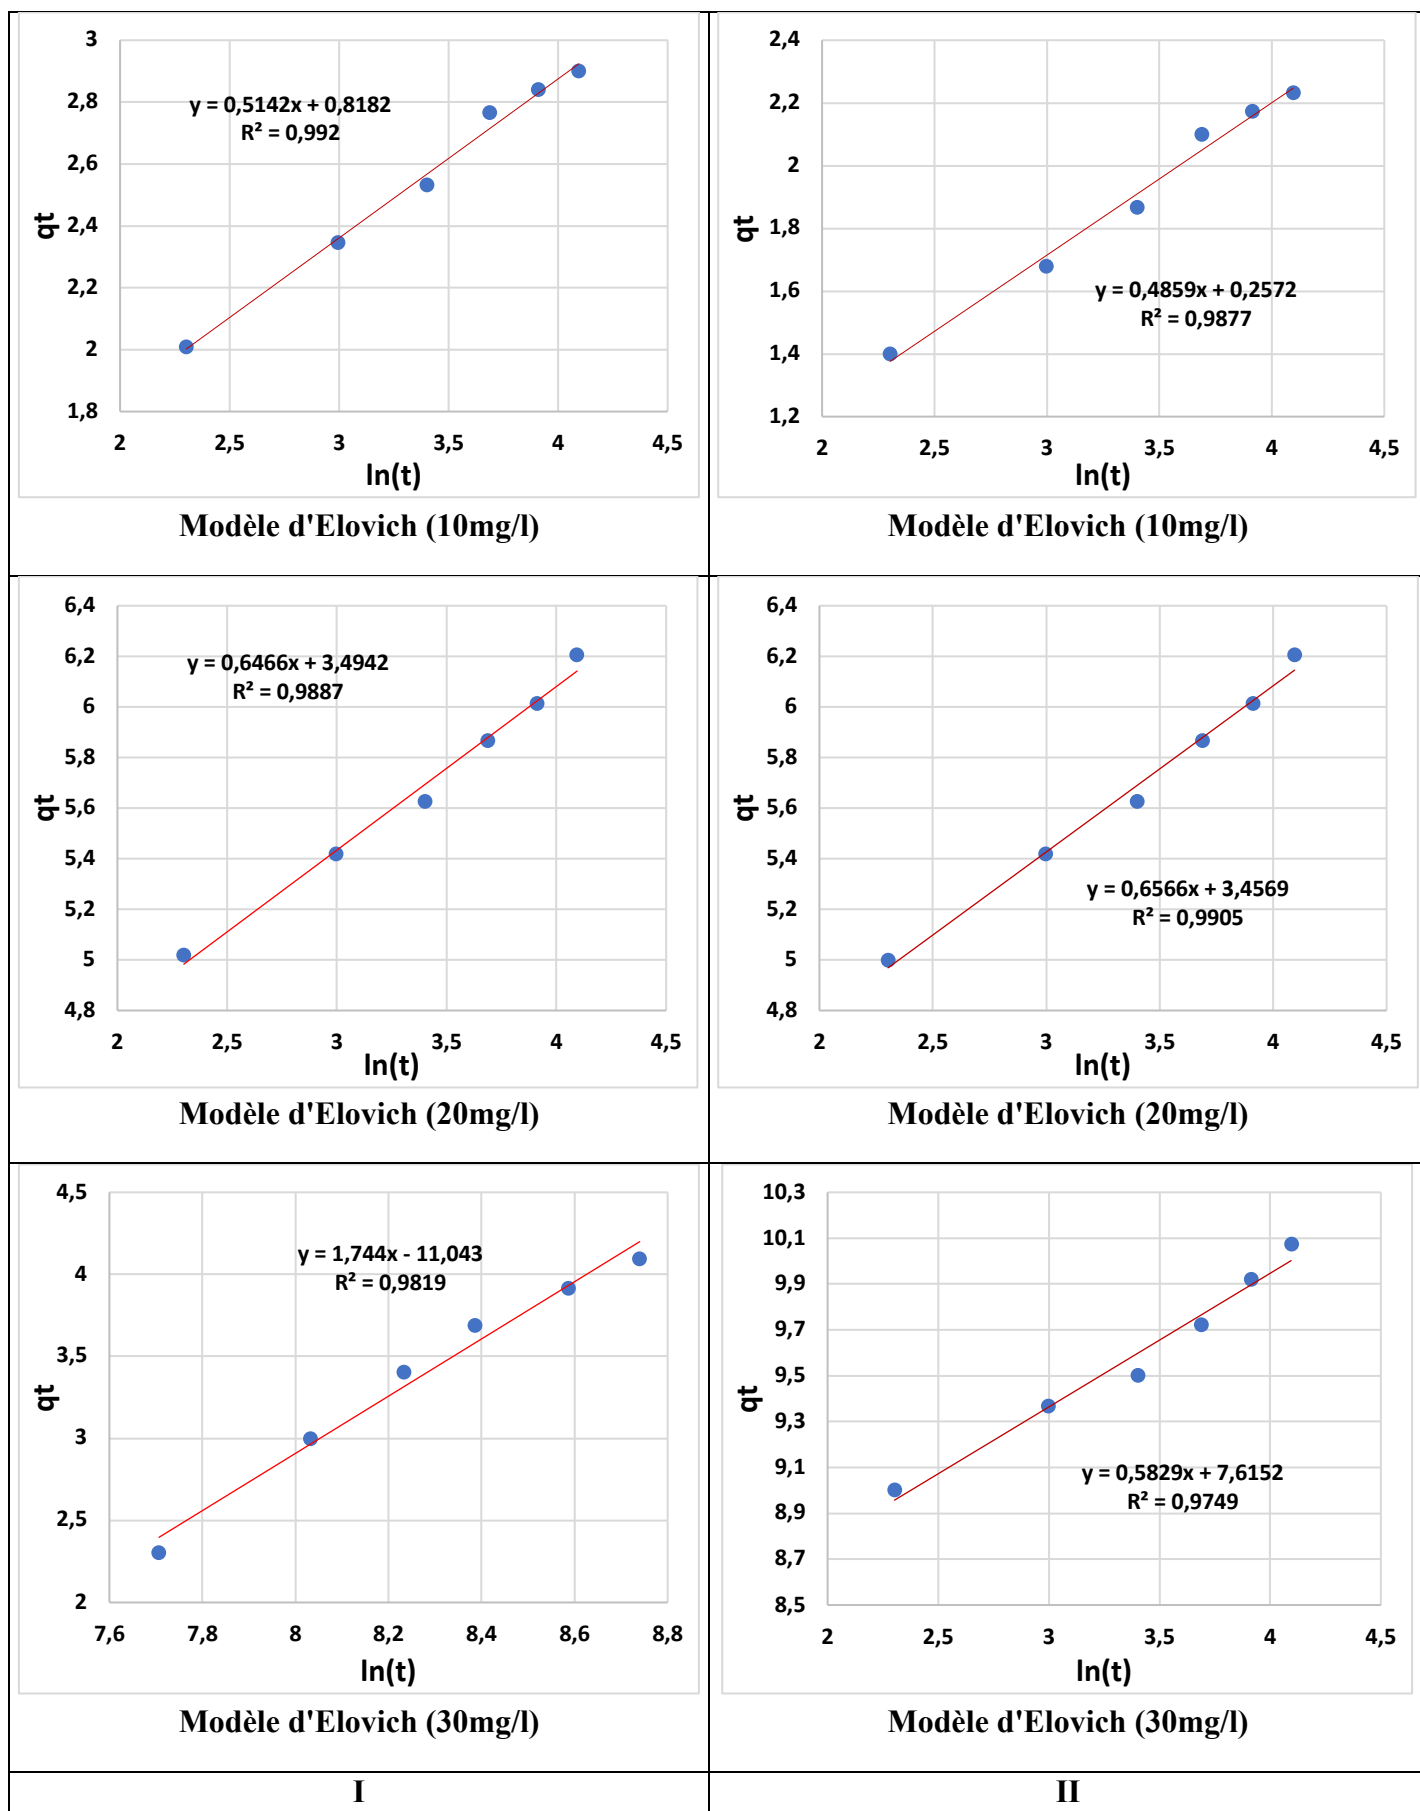 3
2,8
2,6
2,4
2,2
2
1,8
qt
y = 0,5142x + 0,8182
R² = 0,992
2 2,5 3 3,5 4 4,5
ln(t)
Modèle d'Elovich (10mg/l)
2,4
2,2
2
1,8
1,6
1,4
1,2
qt
y = 0,4859x + 0,2572
R² = 0,9877
2 2,5 3 3,5 4 4,5
ln(t)
Modèle d'Elovich (10mg/l)
6,4
6,2
6
5,8
5,6
5,4
5,2
5
4,8
qt
y = 0,6466x + 3,4942
R² = 0,9887
2 2,5 3 3,5 4 4,5
ln(t)
Modèle d'Elovich (20mg/l)
6,4
6,2
6
5,8
5,6
5,4
5,2
5
4,8
qt
y = 0,6566x + 3,4569
R² = 0,9905
2 2,5 3 3,5 4 4,5
ln(t)
Modèle d'Elovich (20mg/l)
4,5
4
3,5
3
2,5
2
qt
y = 1,744x - 11,043
R² = 0,9819
7,6 7,8 8 8,2 8,4 8,6 8,8
ln(t)
Modèle d'Elovich (30mg/l)
10,3
10,1
9,9
9,7
9,5
9,3
9,1
8,9
8,7
8,5
qt
y = 0,5829x + 7,6152
R² = 0,9749
2 2,5 3 3,5 4 4,5
ln(t)
Modèle d'Elovich (30mg/l)
I
II